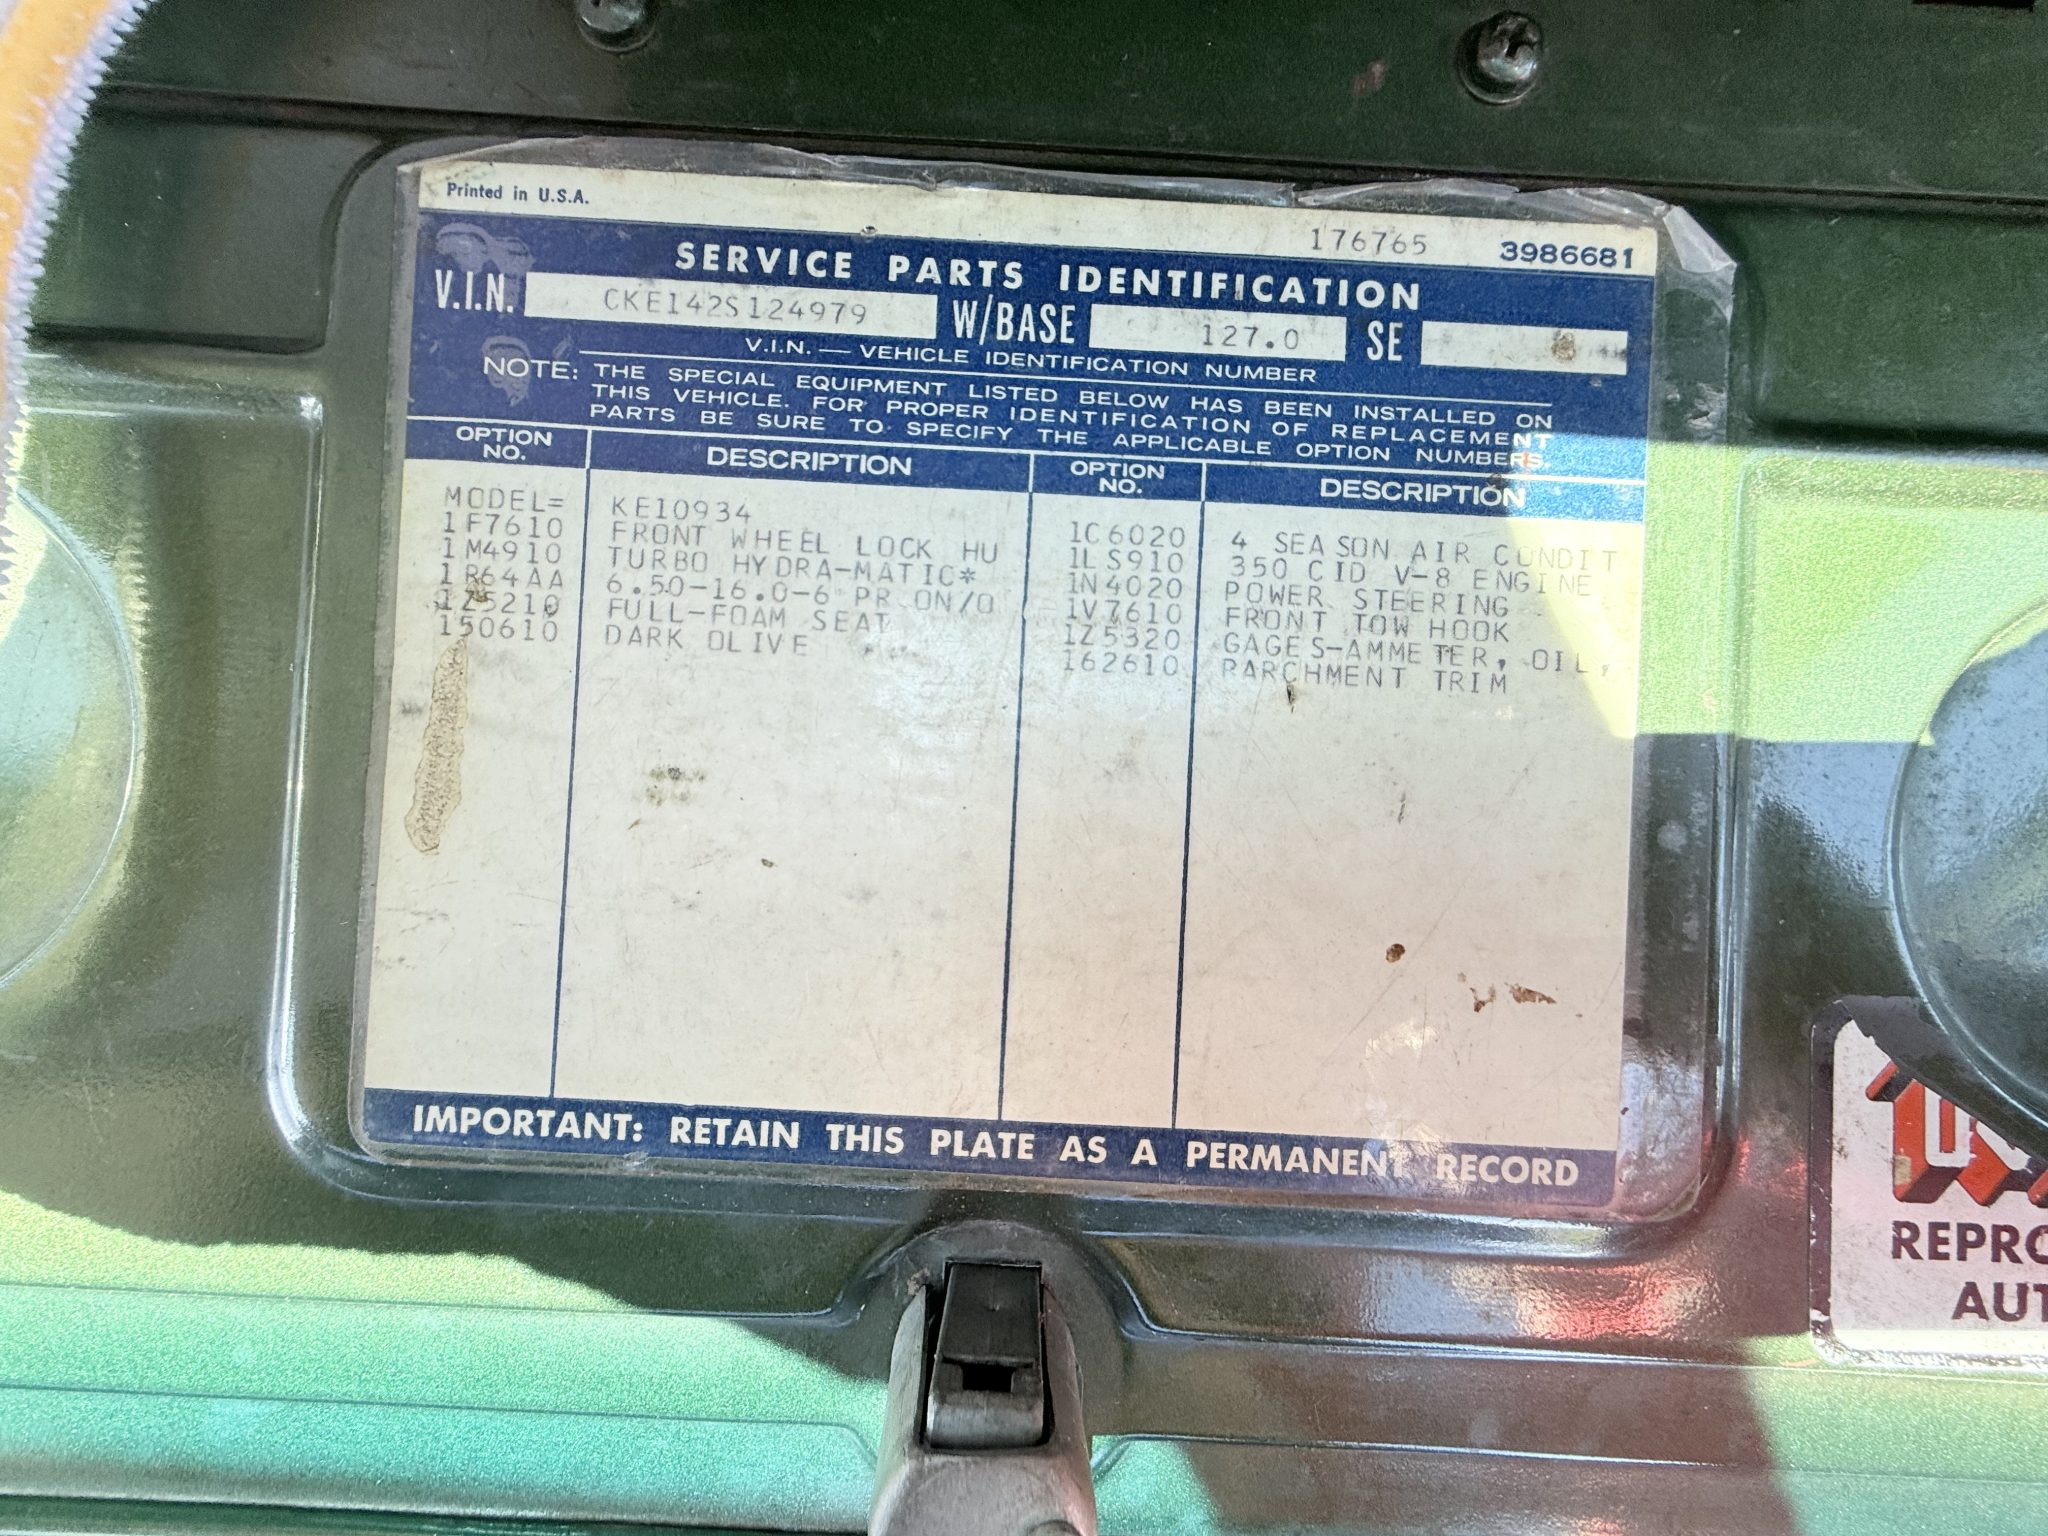 Printed in U.S.A.
176765 3986681
SERVICE PARTS IDENTIFICATION
V.I.N. CKE142S124979 W/BASE 127.0 SE
V.I.N. — VEHICLE IDENTIFICATION NUMBER
NOTE: THE SPECIAL EQUIPMENT LISTED BELOW HAS BEEN INSTALLED ON
THIS VEHICLE. FOR PROPER IDENTIFICATION OF REPLACEMENT
PARTS BE SURE TO SPECIFY THE APPLICABLE OPTION NUMBERS.
OPTION NO. DESCRIPTION OPTION NO. DESCRIPTION
MODEL= KE10934
1F7610 FRONT WHEEL LOCK HU 1C6020 4 SEASON AIR CONDIT
1M4910 TURBO HYDRA-MATIC* 1LS910 350 CID V-8 ENGINE
1R64AA 6.50-16.0-6 PR ON/O 1N4020 POWER STEERING
1Z5210 FULL-FOAM SEAT 1V7610 FRONT TOW HOOK
150610 DARK OLIVE 1Z5320 GAGES-AMMETER, OIL,
162610 PARCHMENT TRIM
IMPORTANT: RETAIN THIS PLATE AS A PERMANENT RECORD
REPRO
AUT